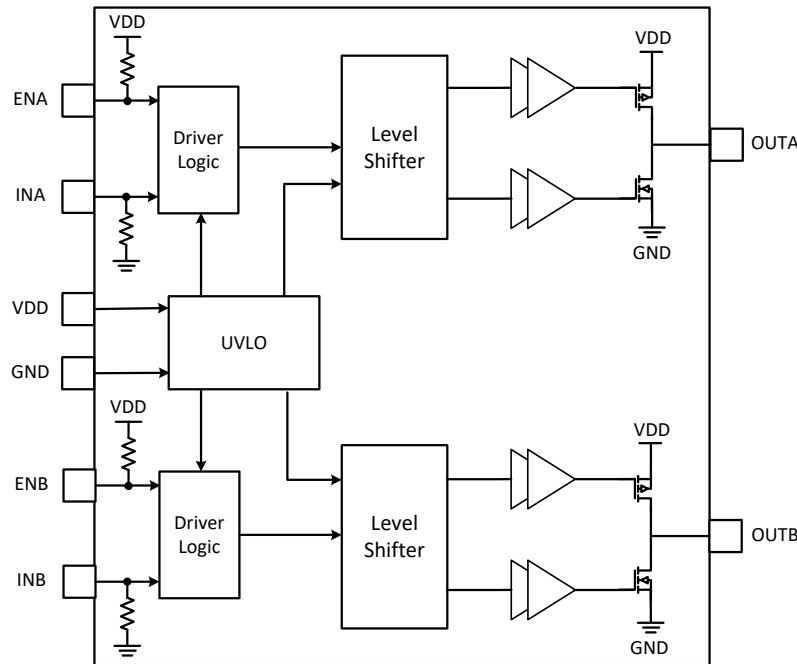 VDD
VDD
ENA
Driver
Logic
Level
Shifter
OUTA
INA
GND
VDD
UVLO
GND
VDD
VDD
ENB
Driver
Logic
Level
Shifter
OUTB
INB
GND